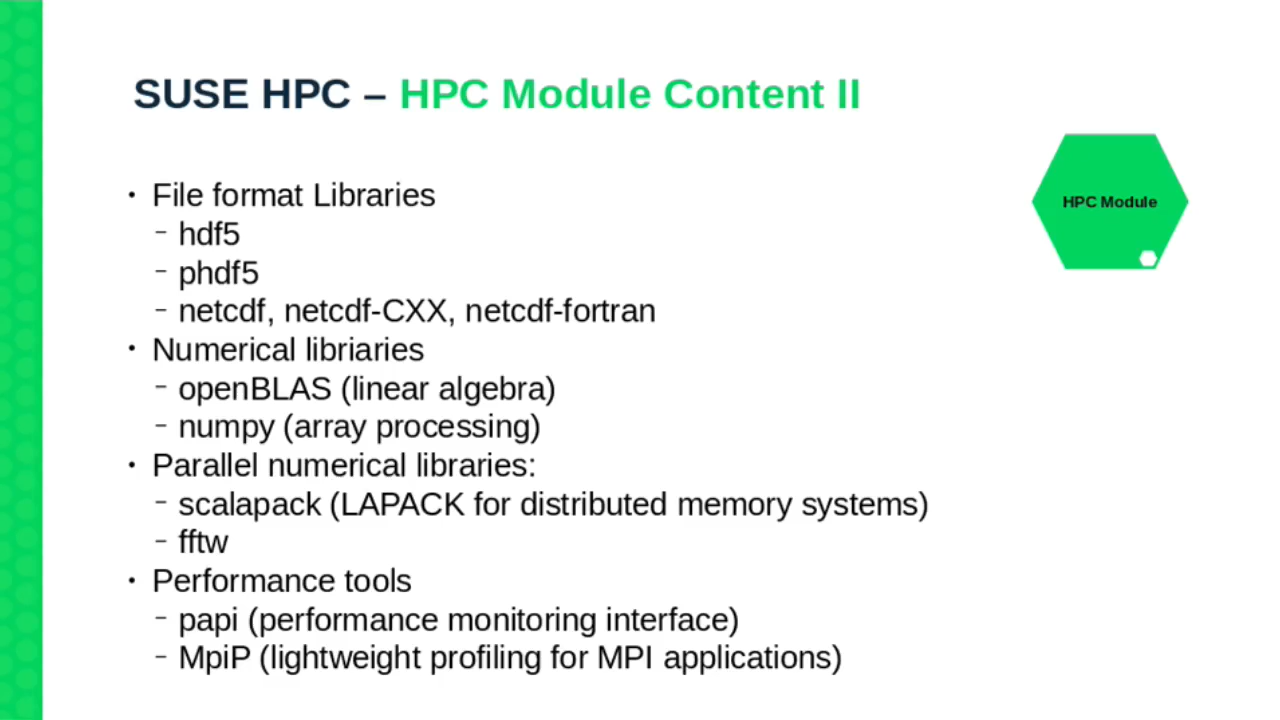 SUSE HPC – HPC Module Content II
HPC Module
• File format Libraries
– hdf5
– phdf5
– netcdf, netcdf-CXX, netcdf-fortran
• Numerical libriaries
– openBLAS (linear algebra)
– numpy (array processing)
• Parallel numerical libraries:
– scalapack (LAPACK for distributed memory systems)
– fftw
• Performance tools
– papi (performance monitoring interface)
– MpiP (lightweight profiling for MPI applications)